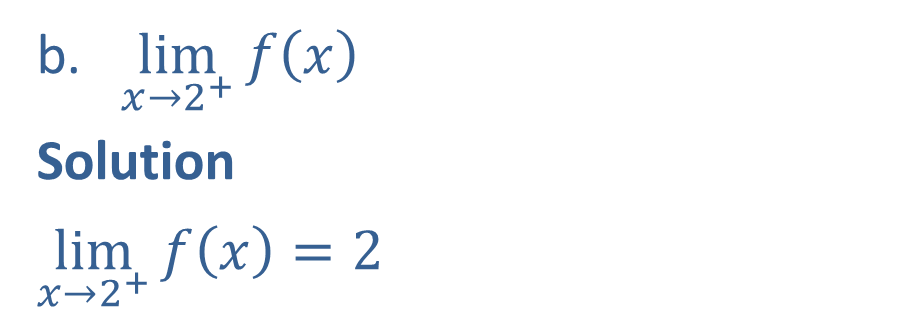 b. lim f(x)
x→2⁺
Solution
lim f(x) = 2
x→2⁺